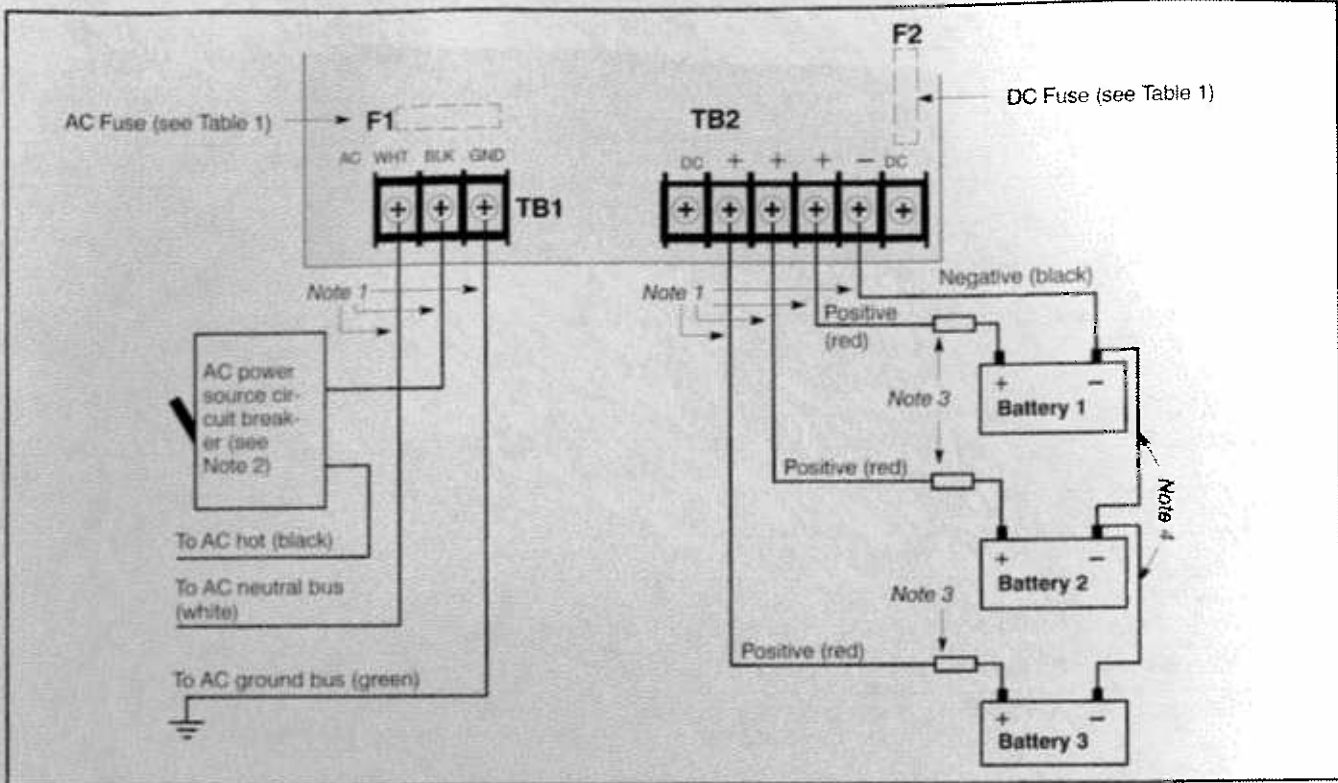 F2
DC Fuse (see Table 1)
AC Fuse (see Table 1)
F1
TB2
AC WHT BLK GND
DC + + + − DC
TB1
Note 1
Note 1
Negative (black)
Positive
(red)
AC power
source cir-
cuit break-
er (see
Note 2)
Note 3
+ −
Battery 1
Positive (red)
Note 4
To AC hot (black)
+ −
Battery 2
To AC neutral bus
(white)
Note 3
Positive (red)
To AC ground bus (green)
+ −
Battery 3